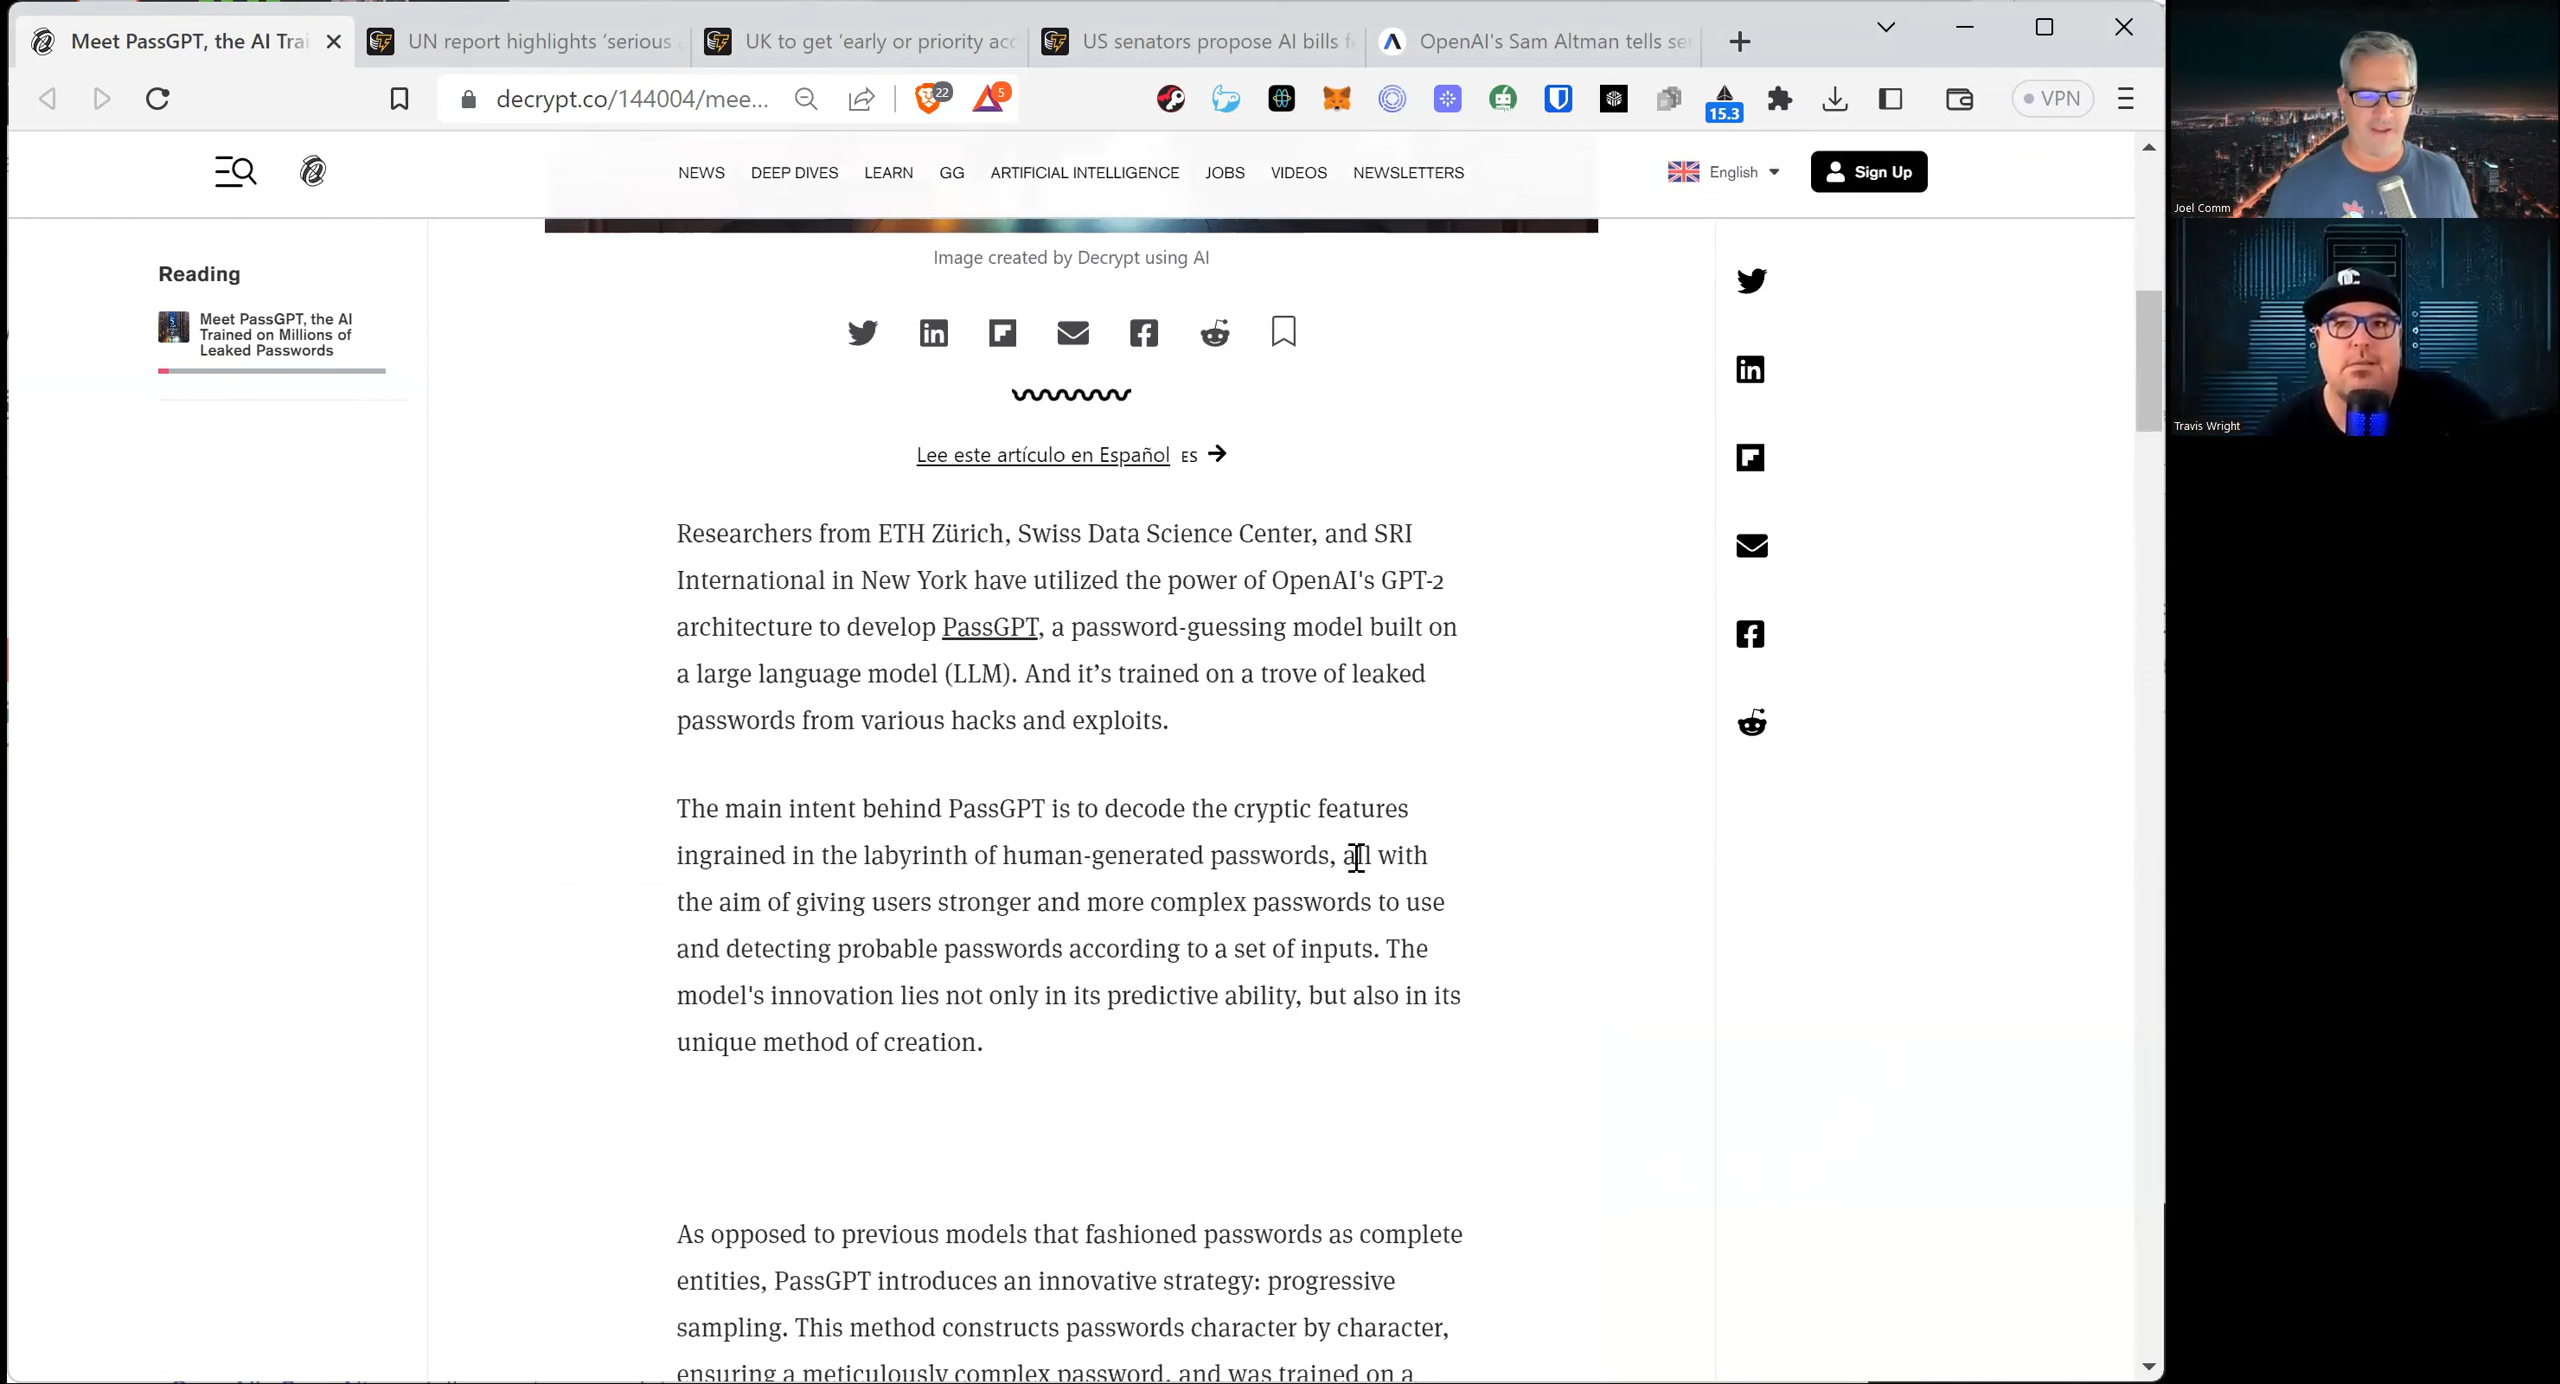 Meet PassGPT, the AI Trai
UN report highlights ‘serious
UK to get ‘early or priority acc
US senators propose AI bills f
OpenAI's Sam Altman tells se
decrypt.co/144004/mee...
22
5
15.3
VPN
NEWS DEEP DIVES LEARN GG ARTIFICIAL INTELLIGENCE JOBS VIDEOS NEWSLETTERS
English
Sign Up
Joel Comm
Travis Wright
Reading
Meet PassGPT, the AI
Trained on Millions of
Leaked Passwords
Image created by Decrypt using AI
Lee este artículo en Español ES
Researchers from ETH Zürich, Swiss Data Science Center, and SRI
International in New York have utilized the power of OpenAI's GPT-2
architecture to develop PassGPT, a password-guessing model built on
a large language model (LLM). And it’s trained on a trove of leaked
passwords from various hacks and exploits.
The main intent behind PassGPT is to decode the cryptic features
ingrained in the labyrinth of human-generated passwords, all with
the aim of giving users stronger and more complex passwords to use
and detecting probable passwords according to a set of inputs. The
model's innovation lies not only in its predictive ability, but also in its
unique method of creation.
As opposed to previous models that fashioned passwords as complete
entities, PassGPT introduces an innovative strategy: progressive
sampling. This method constructs passwords character by character,
ensuring a meticulously complex password, and was trained on a